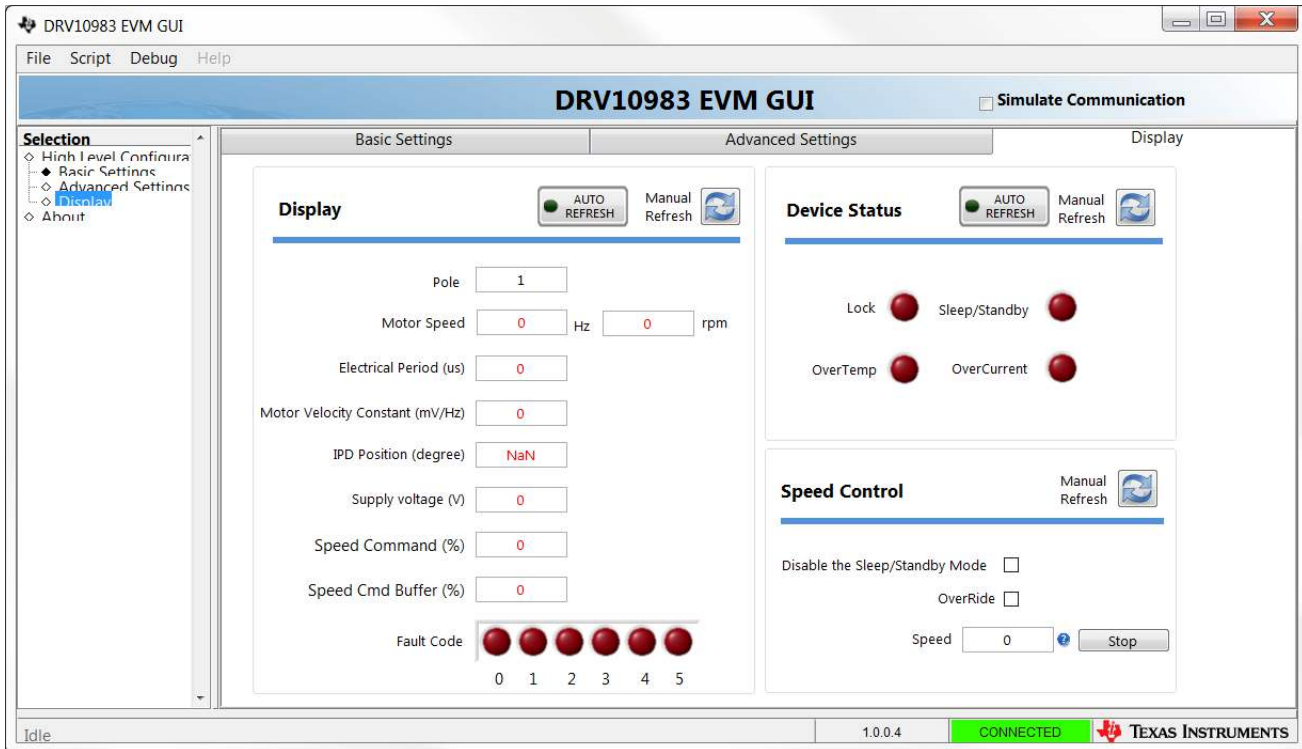 DRV10983 EVM GUI
File Script Debug Help
DRV10983 EVM GUI
Simulate Communication
Selection
High Level Configura
Basic Settings
Advanced Settings
Display
About
Basic Settings
Advanced Settings
Display
Display
AUTO REFRESH
Manual Refresh
Pole 1
Motor Speed 0 Hz 0 rpm
Electrical Period (us) 0
Motor Velocity Constant (mV/Hz) 0
IPD Position (degree) NaN
Supply voltage (V) 0
Speed Command (%) 0
Speed Cmd Buffer (%) 0
Fault Code
0 1 2 3 4 5
Device Status
AUTO REFRESH
Manual Refresh
Lock
Sleep/Standby
OverTemp
OverCurrent
Speed Control
Manual Refresh
Disable the Sleep/Standby Mode
OverRide
Speed 0 ? Stop
Idle
1.0.0.4
CONNECTED
TEXAS INSTRUMENTS